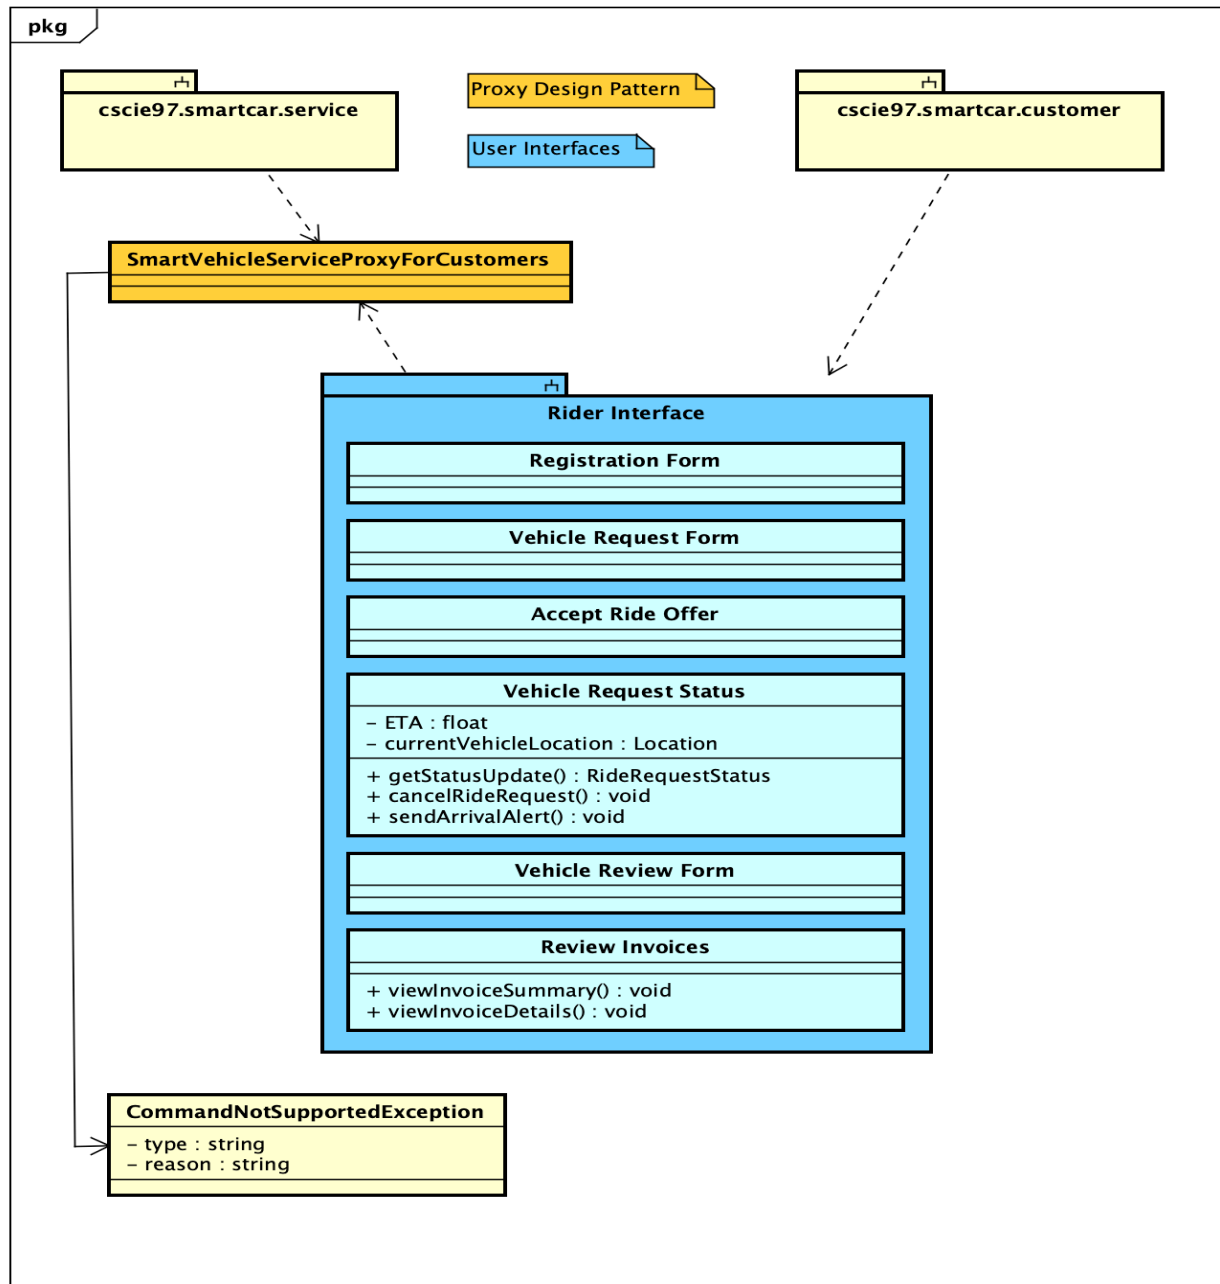 pkg
cscie97.smartcar.service
Proxy Design Pattern
User Interfaces
cscie97.smartcar.customer
SmartVehicleServiceProxyForCustomers
Rider Interface
Registration Form
Vehicle Request Form
Accept Ride Offer
Vehicle Request Status
- ETA : float
- currentVehicleLocation : Location
+ getStatusUpdate() : RideRequestStatus
+ cancelRideRequest() : void
+ sendArrivalAlert() : void
Vehicle Review Form
Review Invoices
+ viewInvoiceSummary() : void
+ viewInvoiceDetails() : void
CommandNotSupportedException
- type : string
- reason : string